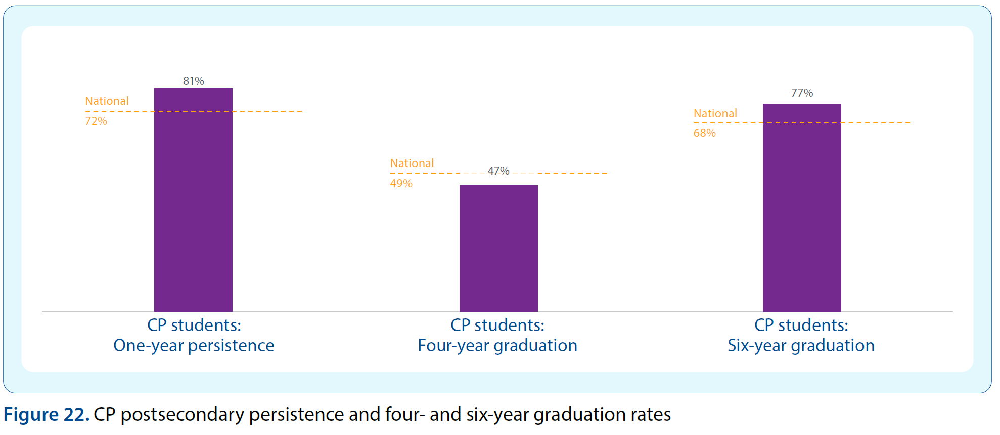 81%
National
72%
47%
National
49%
77%
National
68%
CP students:
One-year persistence
CP students:
Four-year graduation
CP students:
Six-year graduation
Figure 22. CP postsecondary persistence and four- and six-year graduation rates